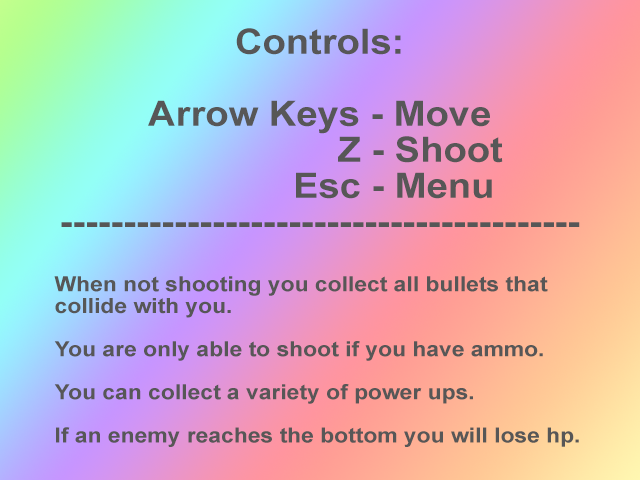 Controls:
Arrow Keys - Move
Z - Shoot
Esc - Menu
------------------------------------------
When not shooting you collect all bullets that
collide with you.
You are only able to shoot if you have ammo.
You can collect a variety of power ups.
If an enemy reaches the bottom you will lose hp.